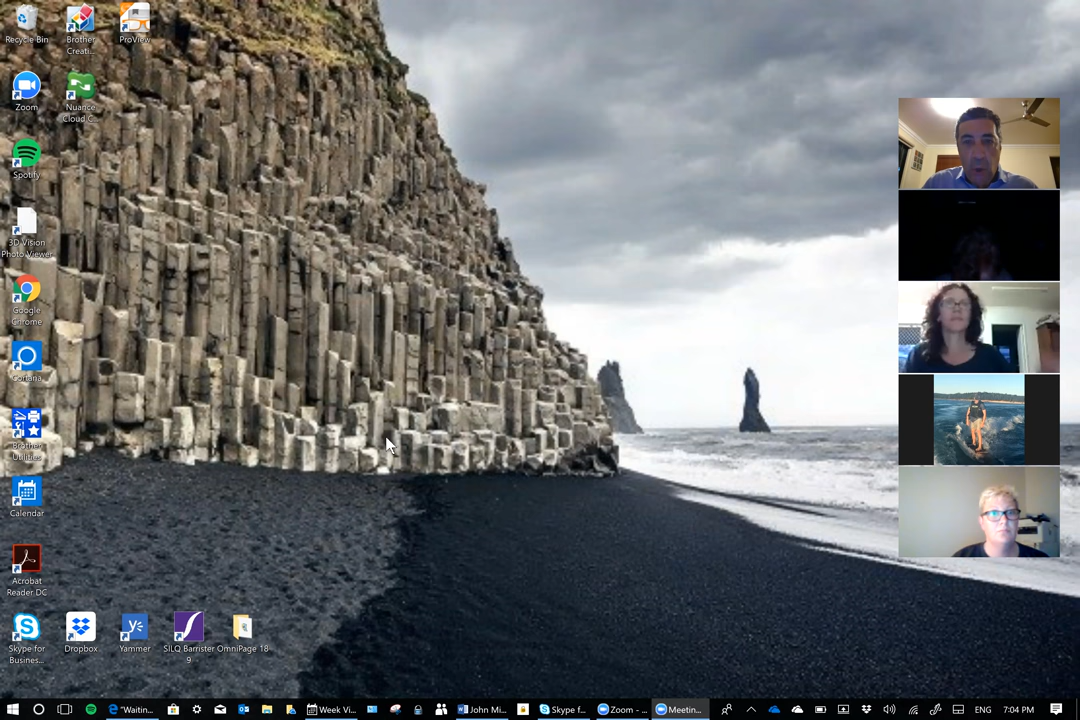 Recycle Bin
Brother
Creati...
ProView
Zoom
Nuance
Cloud C...
Spotify
3D Vision
Photo Viewer
Google
Chrome
Cortana
Brother
Utilities
Calendar
Acrobat
Reader DC
Skype for
Busines...
Dropbox
Yammer
SILQ Barrister
9
OmniPage 18
"Waitin...
Week Vi...
John Mi...
Skype f...
Zoom - ...
Meetin...
ENG
7:04 PM